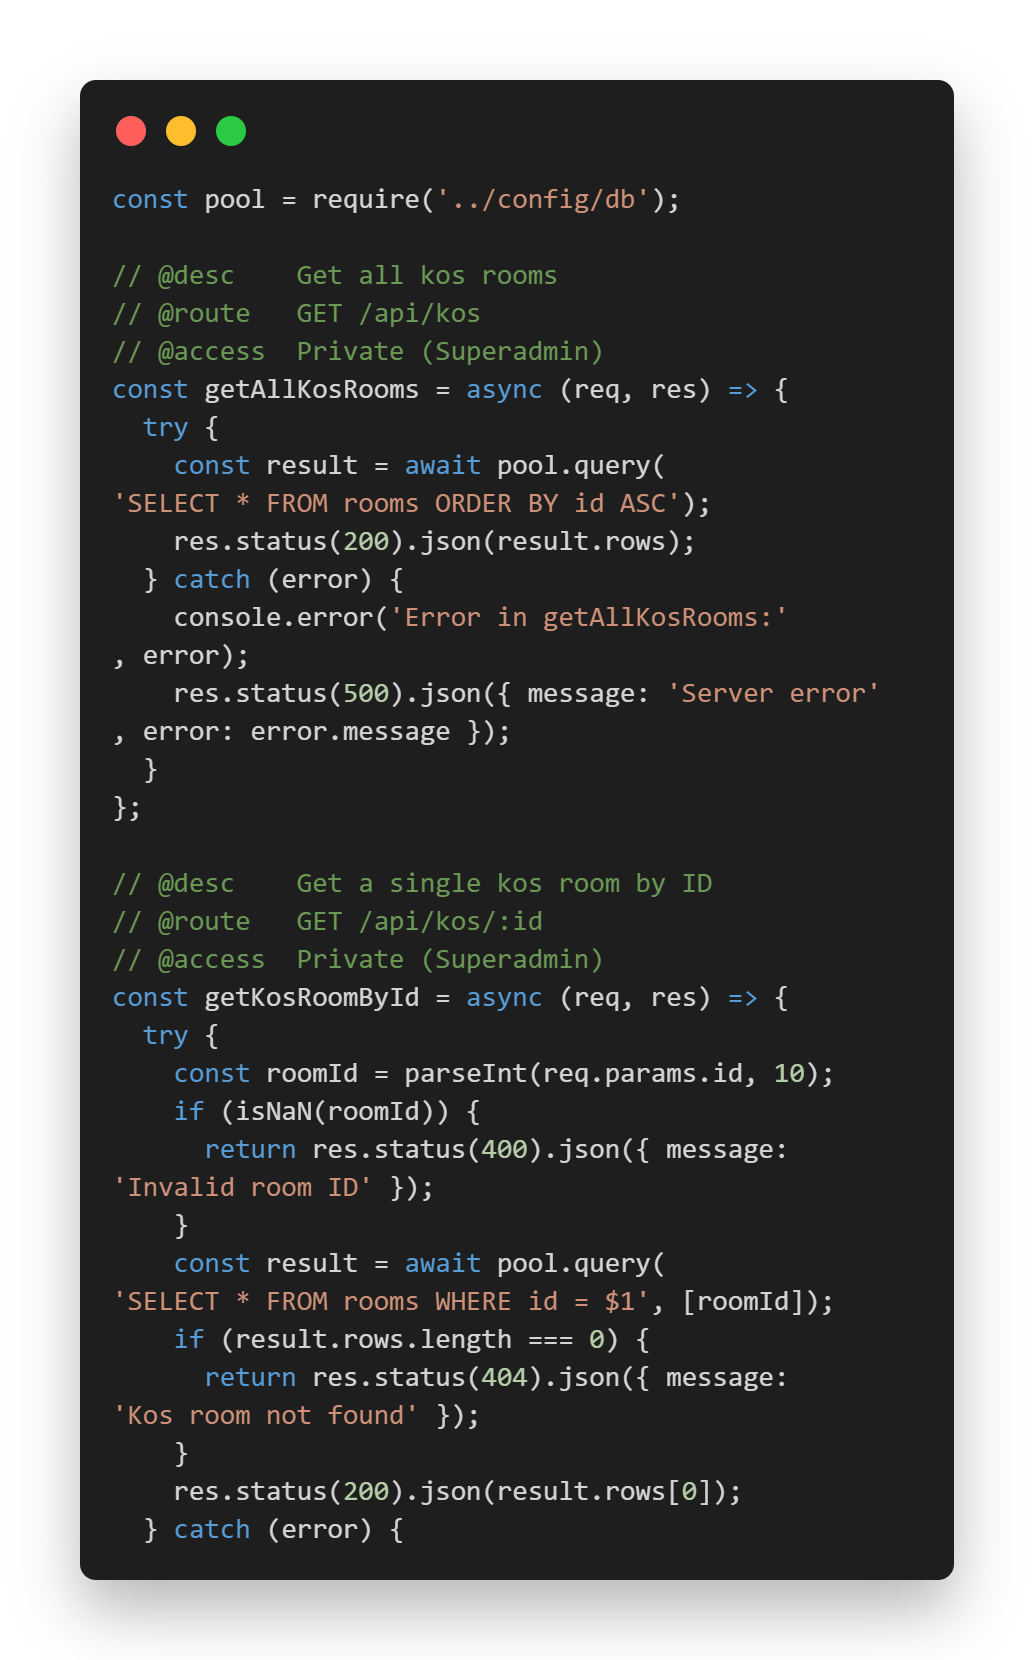 const pool = require('../config/db');

// @desc    Get all kos rooms
// @route   GET /api/kos
// @access  Private (Superadmin)
const getAllKosRooms = async (req, res) => {
  try {
    const result = await pool.query(
'SELECT * FROM rooms ORDER BY id ASC');
    res.status(200).json(result.rows);
  } catch (error) {
    console.error('Error in getAllKosRooms:'
, error);
    res.status(500).json({ message: 'Server error'
, error: error.message });
  }
};

// @desc    Get a single kos room by ID
// @route   GET /api/kos/:id
// @access  Private (Superadmin)
const getKosRoomById = async (req, res) => {
  try {
    const roomId = parseInt(req.params.id, 10);
    if (isNaN(roomId)) {
      return res.status(400).json({ message:
'Invalid room ID' });
    }
    const result = await pool.query(
'SELECT * FROM rooms WHERE id = $1', [roomId]);
    if (result.rows.length === 0) {
      return res.status(404).json({ message:
'Kos room not found' });
    }
    res.status(200).json(result.rows[0]);
  } catch (error) {